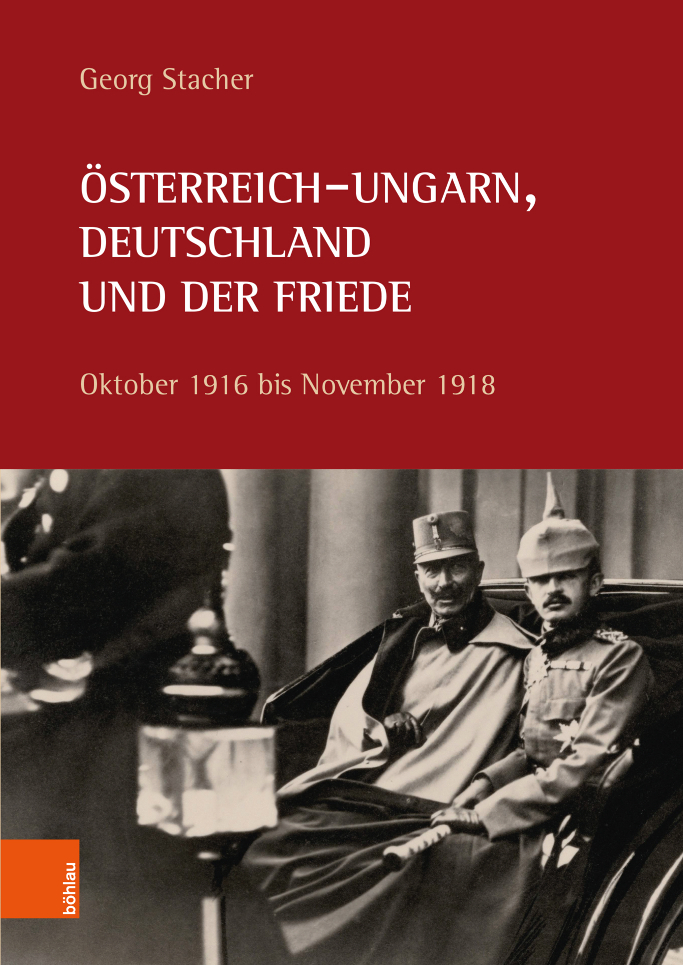 Georg Stacher
ÖSTERREICH-UNGARN,
DEUTSCHLAND
UND DER FRIEDE
Oktober 1916 bis November 1918
böhlau